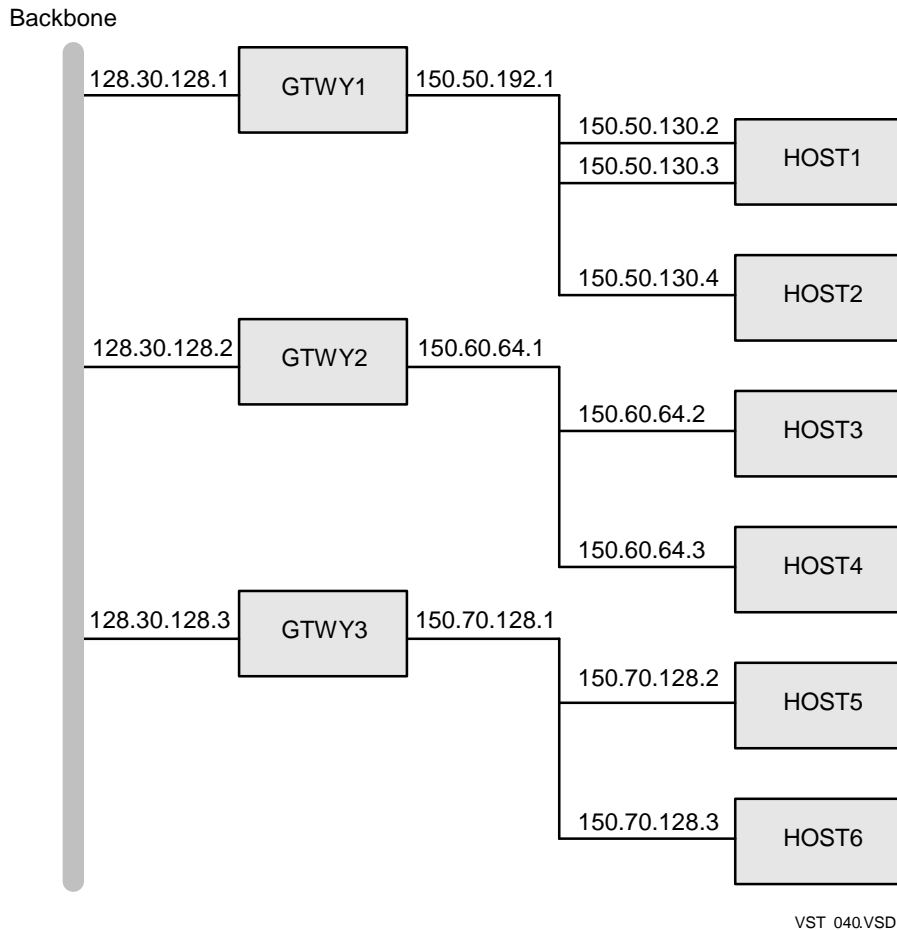 Backbone
128.30.128.1
GTWY1
150.50.192.1
150.50.130.2
150.50.130.3
HOST1
150.50.130.4
HOST2
128.30.128.2
GTWY2
150.60.64.1
150.60.64.2
HOST3
150.60.64.3
HOST4
128.30.128.3
GTWY3
150.70.128.1
150.70.128.2
HOST5
150.70.128.3
HOST6
VST_040.VSD